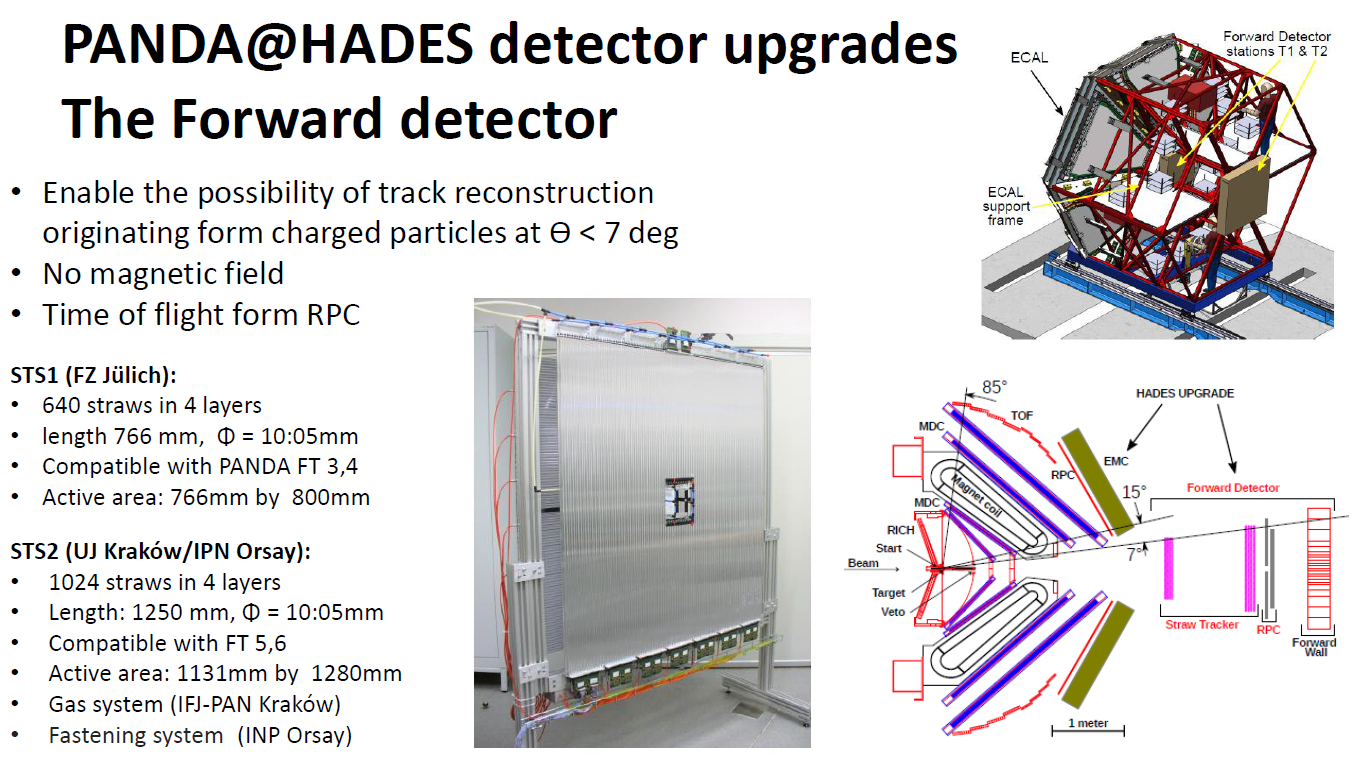 PANDA@HADES detector upgrades
The Forward detector
• Enable the possibility of track reconstruction
originating form charged particles at Ө < 7 deg
• No magnetic field
• Time of flight form RPC
STS1 (FZ Jülich):
• 640 straws in 4 layers
• length 766 mm, Φ = 10:05mm
• Compatible with PANDA FT 3,4
• Active area: 766mm by 800mm
STS2 (UJ Kraków/IPN Orsay):
• 1024 straws in 4 layers
• Length: 1250 mm, Φ = 10:05mm
• Compatible with FT 5,6
• Active area: 1131mm by 1280mm
• Gas system (IFJ-PAN Kraków)
• Fastening system (INP Orsay)
ECAL
Forward Detector
stations T1 & T2
ECAL
support
frame
85°
HADES UPGRADE
TOF
MDC
EMC
RPC
Magnet coil
15°
Forward Detector
MDC
RICH
Start
7°
Beam
Target
Veto
Straw Tracker
RPC
Forward
Wall
1 meter